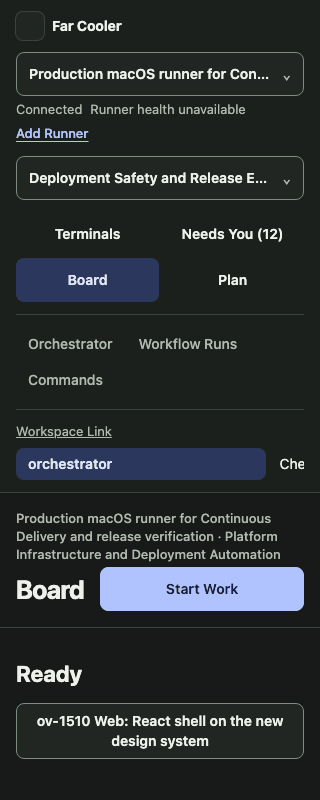 Far Cooler
Production macOS runner for Con...
Connected Runner health unavailable
Add Runner
Deployment Safety and Release E...
Terminals Needs You (12)
Board Plan
Orchestrator Workflow Runs
Commands
Workspace Link
orchestrator Che
Production macOS runner for Continuous
Delivery and release verification · Platform
Infrastructure and Deployment Automation
Board Start Work
Ready
ov-1510 Web: React shell on the new
design system